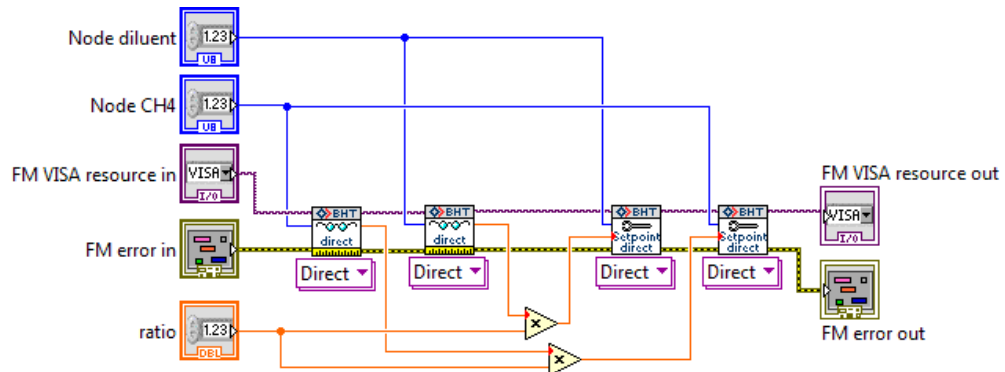 Node diluent
1.23
U8
Node CH4
1.23
U8
FM VISA resource in
VISA
I/O
FM VISA resource out
VISA
I/O
BHT
direct
BHT
direct
BHT
Setpoint
direct
BHT
Setpoint
direct
FM error in
Direct
Direct
Direct
Direct
FM error out
ratio
1.23
DBL
x
x